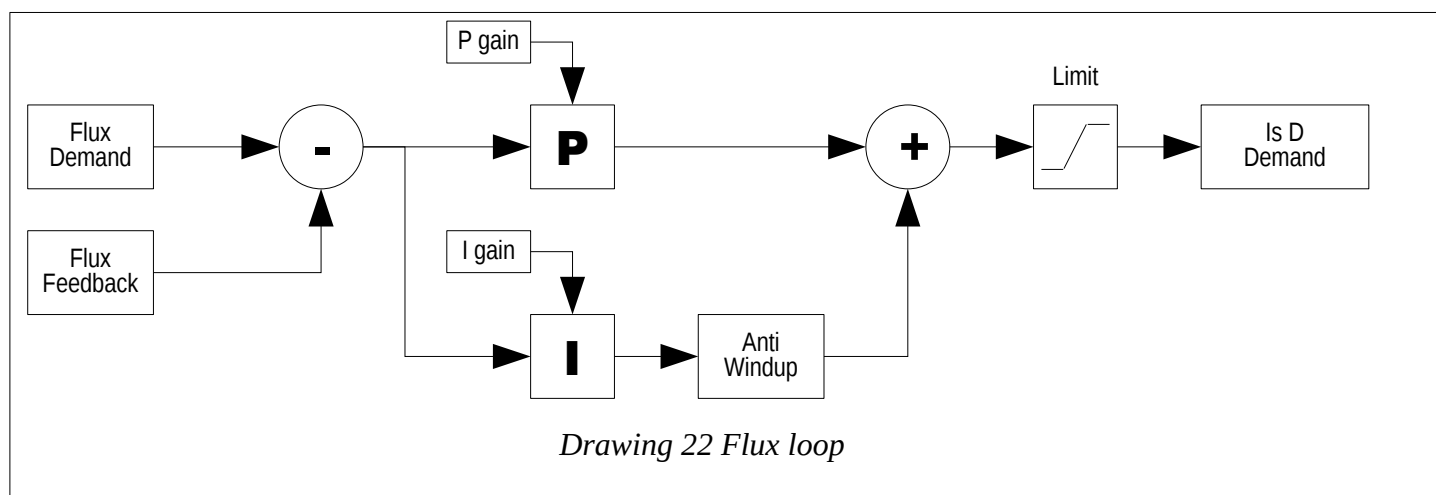 P gain
Limit
Flux
Demand
-
P
+
Is D
Demand
Flux
Feedback
I gain
I
Anti
Windup
Drawing 22 Flux loop